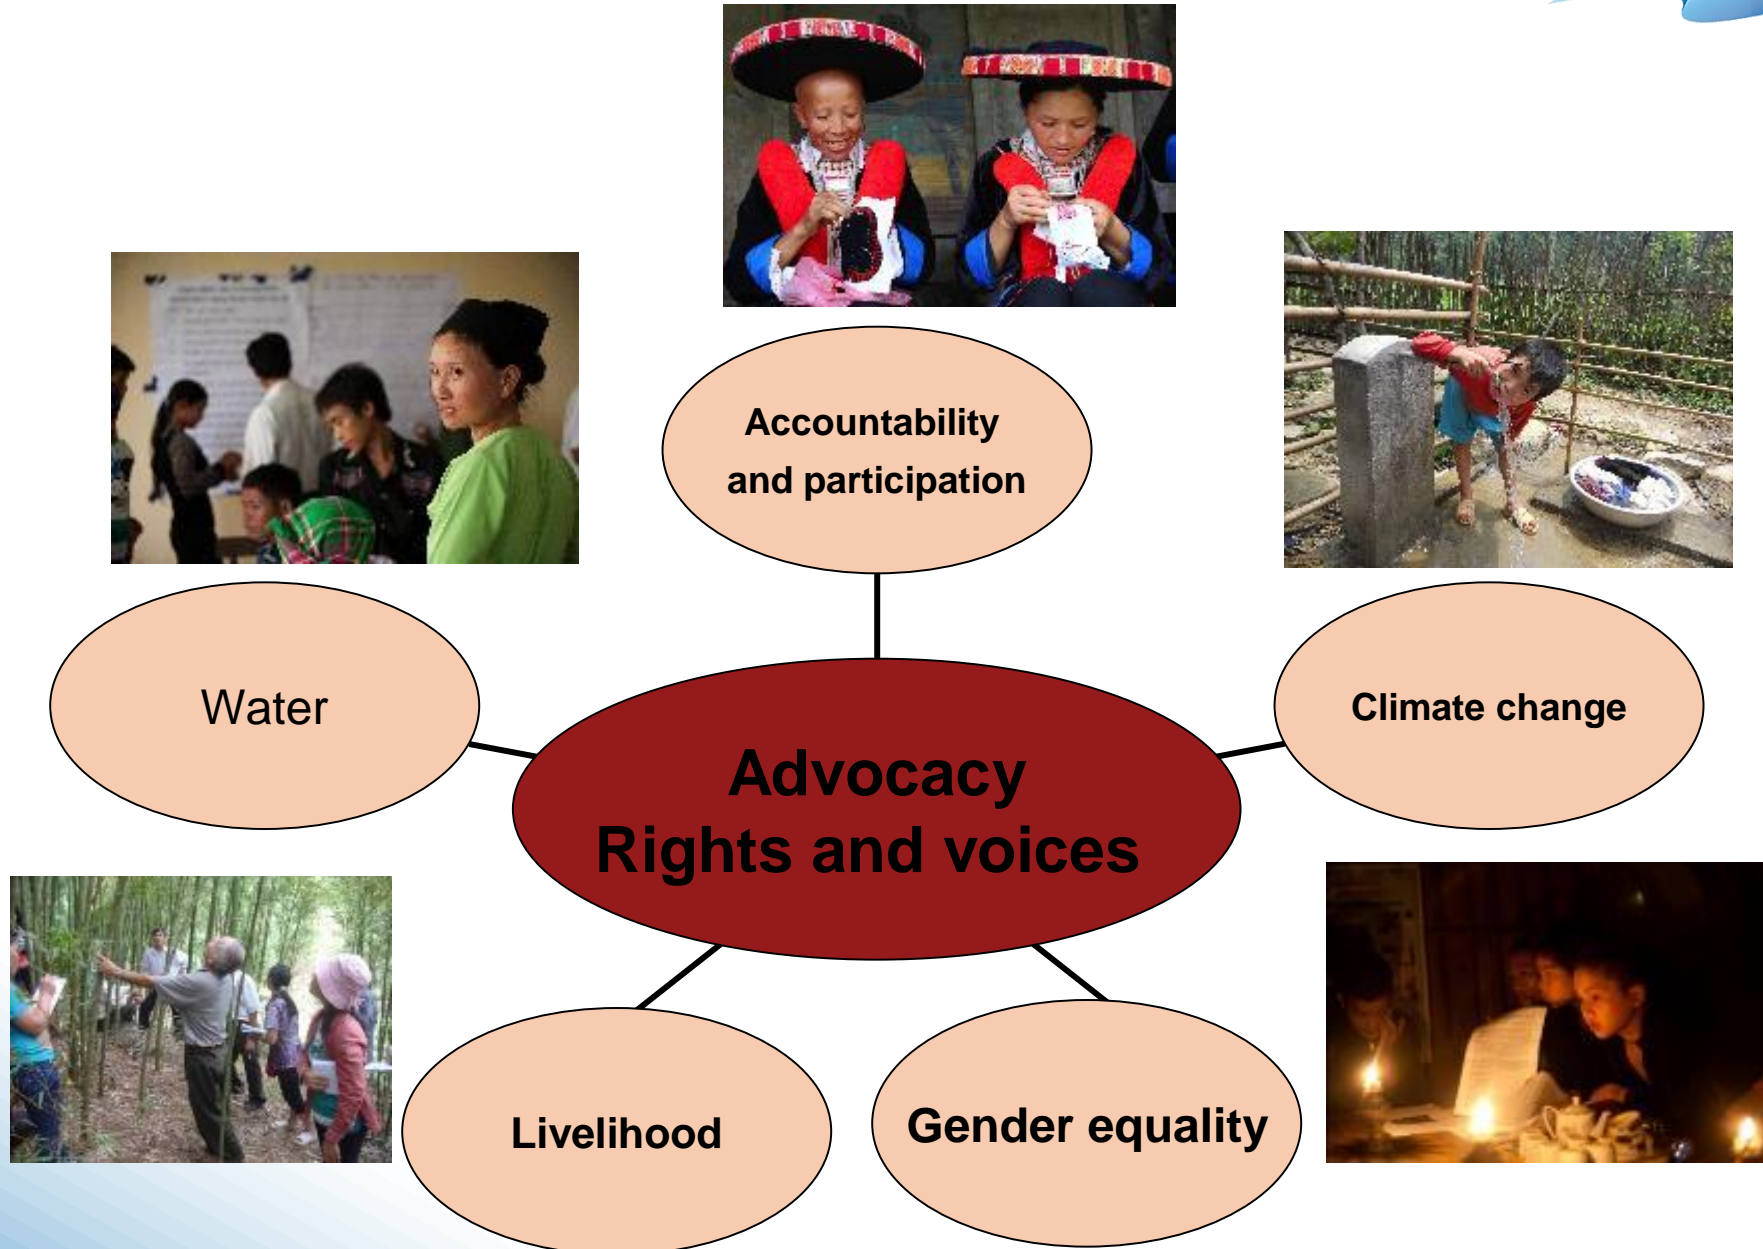 Accountability
and participation
Water
Climate change
Advocacy
Rights and voices
Livelihood
Gender equality